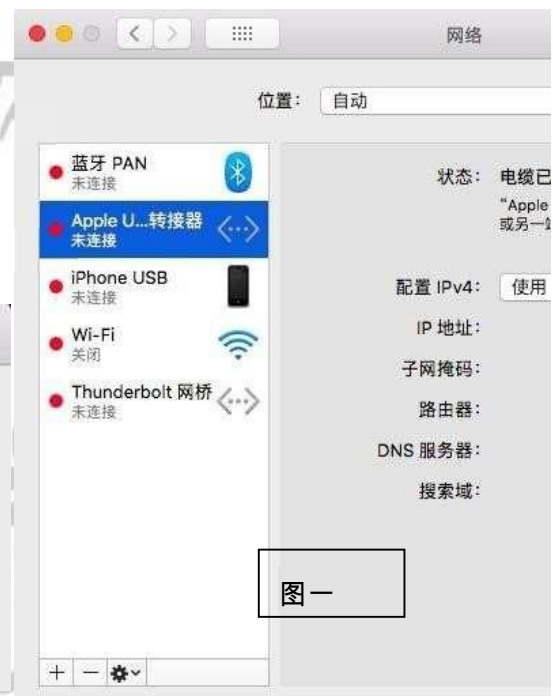 网络
位置： 自动
蓝牙 PAN
未连接
Apple U...转接器
未连接
iPhone USB
未连接
Wi-Fi
关闭
Thunderbolt 网桥
未连接
状态： 电缆已
"Apple
或另一
配置 IPv4： 使用
IP 地址：
子网掩码：
路由器：
DNS 服务器：
搜索域：
图一